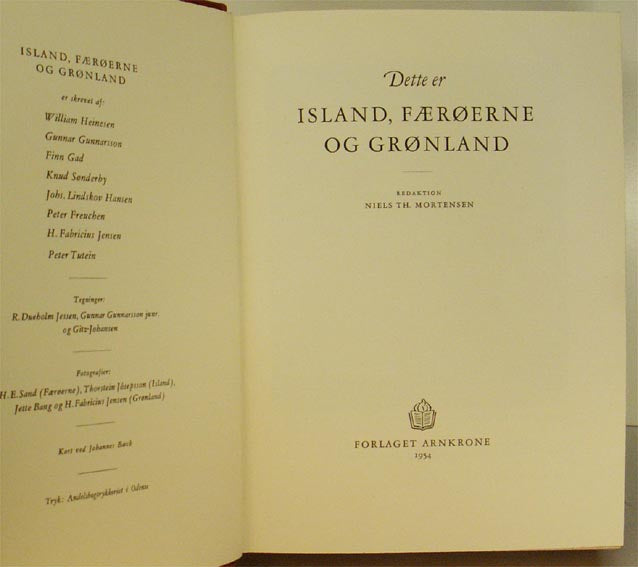 ISLAND, FÆRØERNE
OG GRØNLAND
er skrevet af:
William Heinesen
Gunnar Gunnarsson
Finn Gad
Knud Sønderby
Johs. Lindskov Hansen
Peter Freuchen
H. Fabricius Jensen
Peter Tutein
Tegninger:
R. Dueholm Jessen, Gunnar Gunnarsson junr.
og Gitz-Johansen
Fotografier:
H. E. Sand (Færøerne), Thorstein Jósepsson (Island),
Jette Bang og H. Fabricius Jensen (Grønland)
Kort ved Johannes Back
Tryk: Andelsbogtrykkeriet i Odense
Dette er
ISLAND, FÆRØERNE
OG GRØNLAND
REDAKTION
NIELS TH. MORTENSEN
FORLAGET ARNKRONE
1954